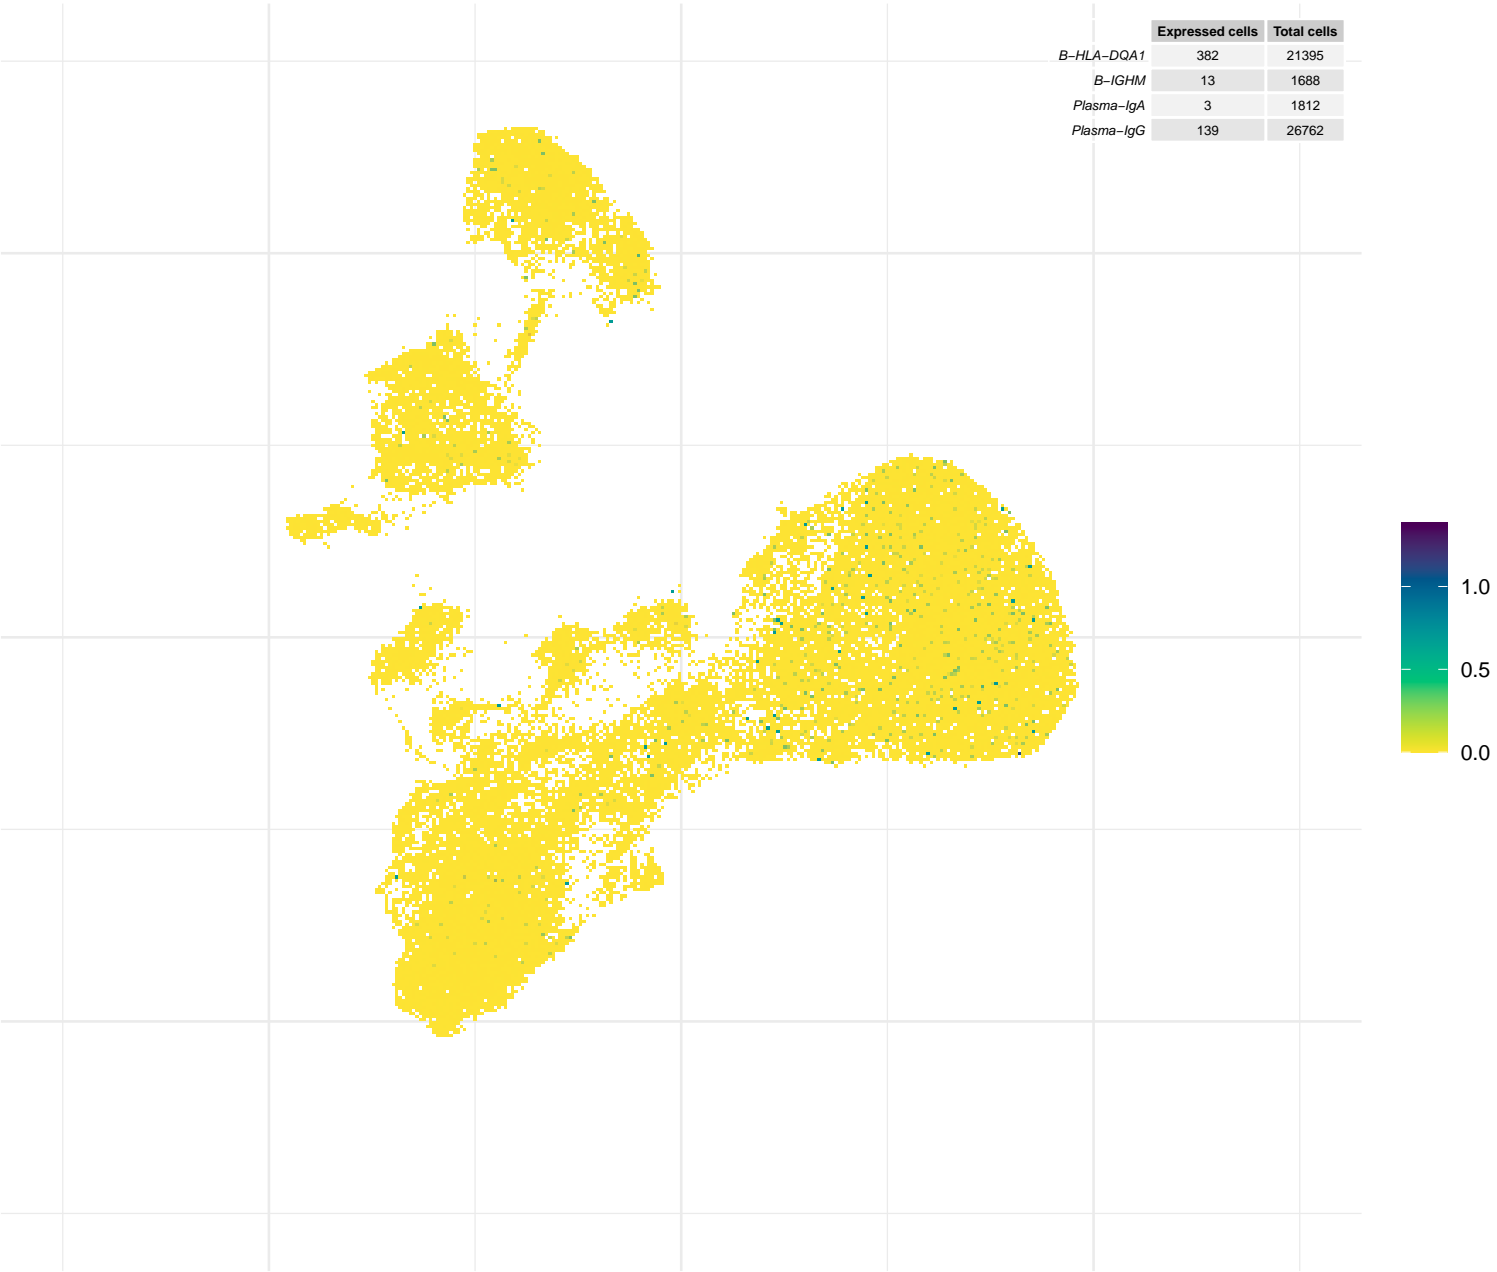 Expressed cells Total cells
B−HLA−DQA1 382 21395
B−IGHM 13 1688
Plasma−IgA 3 1812
Plasma−IgG 139 26762
1.0
0.5
0.0